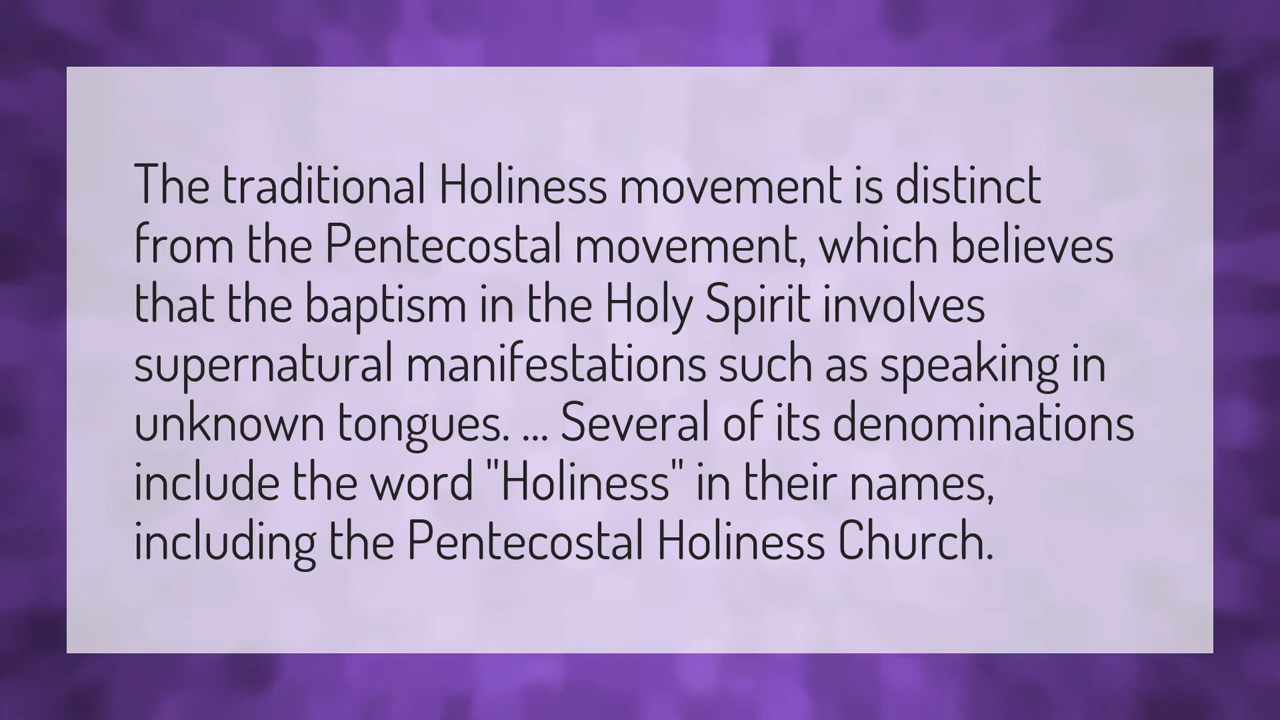 The traditional Holiness movement is distinct
from the Pentecostal movement, which believes
that the baptism in the Holy Spirit involves
supernatural manifestations such as speaking in
unknown tongues. ... Several of its denominations
include the word "Holiness" in their names,
including the Pentecostal Holiness Church.